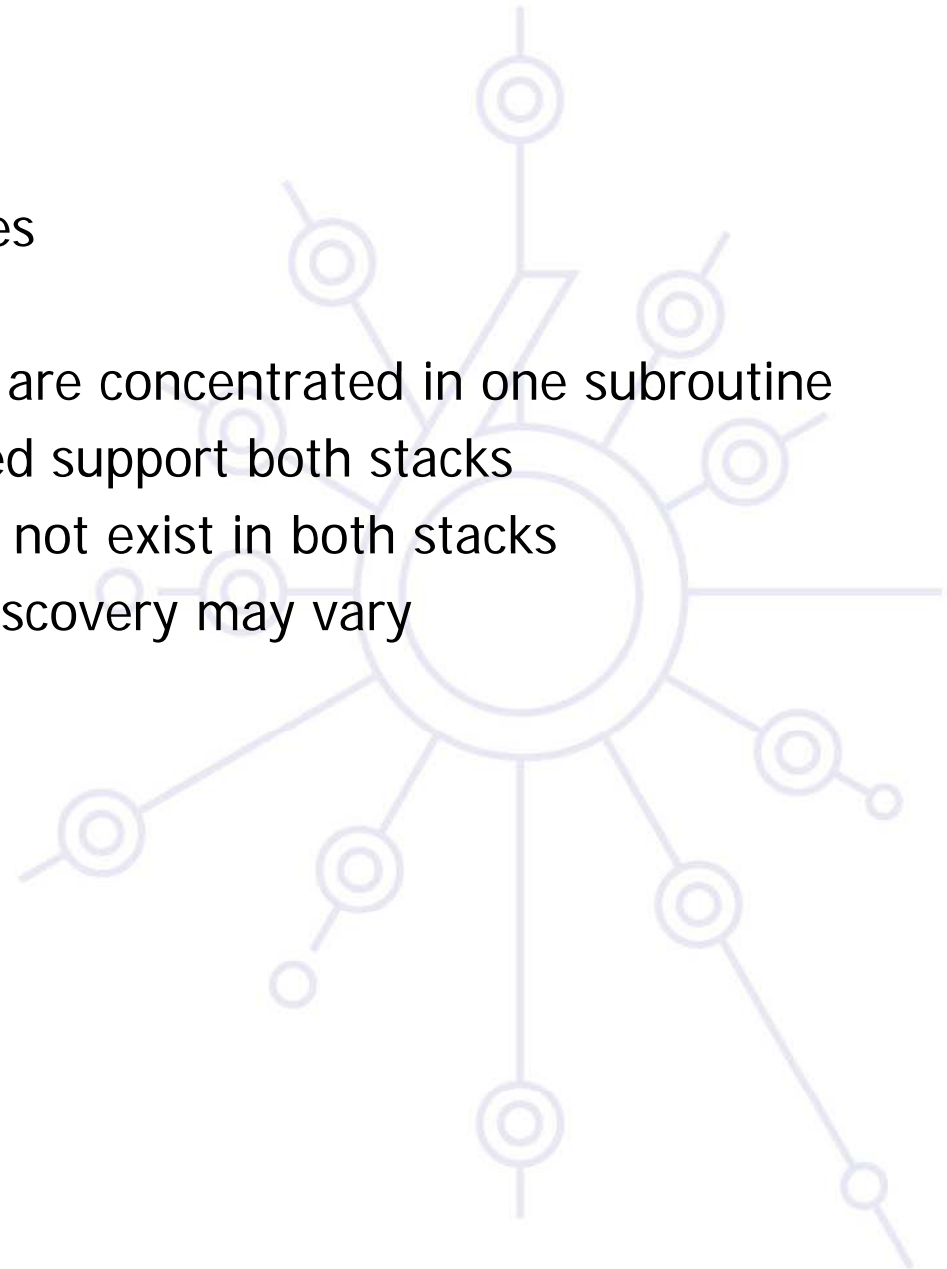 es
are concentrated in one subroutine
ed support both stacks
not exist in both stacks
scovery may vary